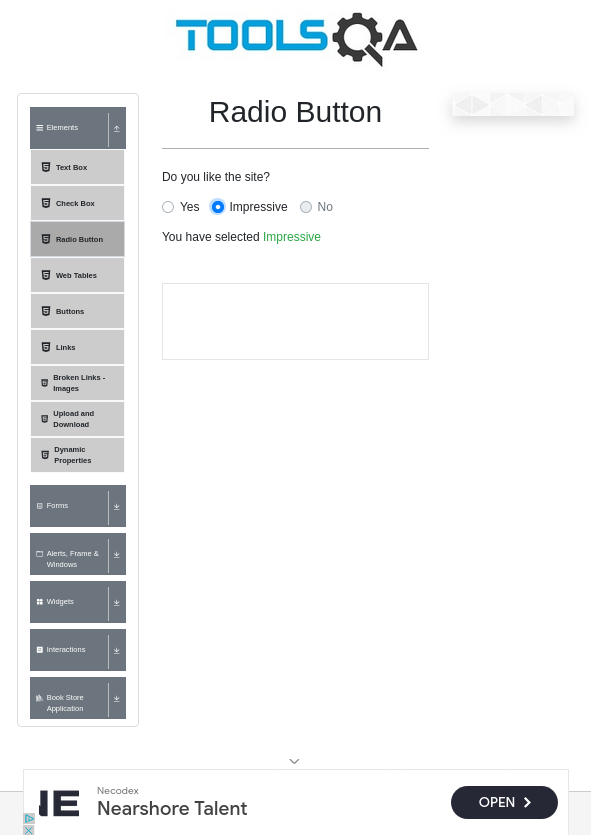 TOOLSQA
Elements
Text Box
Check Box
Radio Button
Web Tables
Buttons
Links
Broken Links -
Images
Upload and
Download
Dynamic
Properties
Forms
Alerts, Frame &
Windows
Widgets
Interactions
Book Store
Application
Radio Button
Do you like the site?
Yes Impressive No
You have selected Impressive
Necodex
Nearshore Talent
OPEN